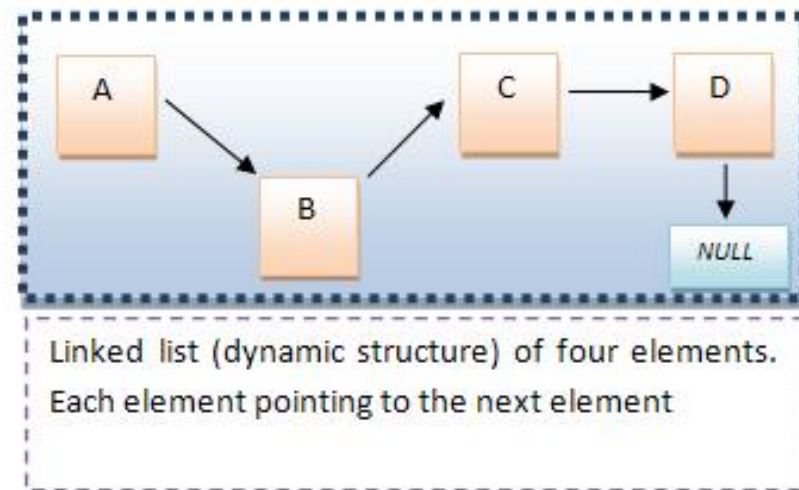 A
C
D
B
NULL
Linked list (dynamic structure) of four elements.
Each element pointing to the next element